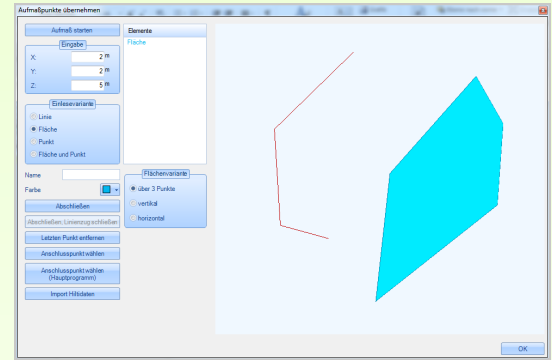 Aufmaßpunkte übernehmen
Aufmaß starten
Eingabe
X: 2 m
Y: 2 m
Z: 5 m
Einlesevariante
Linie
Fläche
Punkt
Fläche und Punkt
Name
Farbe
Abschließen
Abschließen: Linienzug schließen
Letzten Punkt entfernen
Anschlusspunkt wählen
Anschlusspunkt wählen
(Hauptprogramm)
Import Hiltidaten
Elemente
Fläche
Flächenvariante
über 3 Punkte
vertikal
horizontal
OK